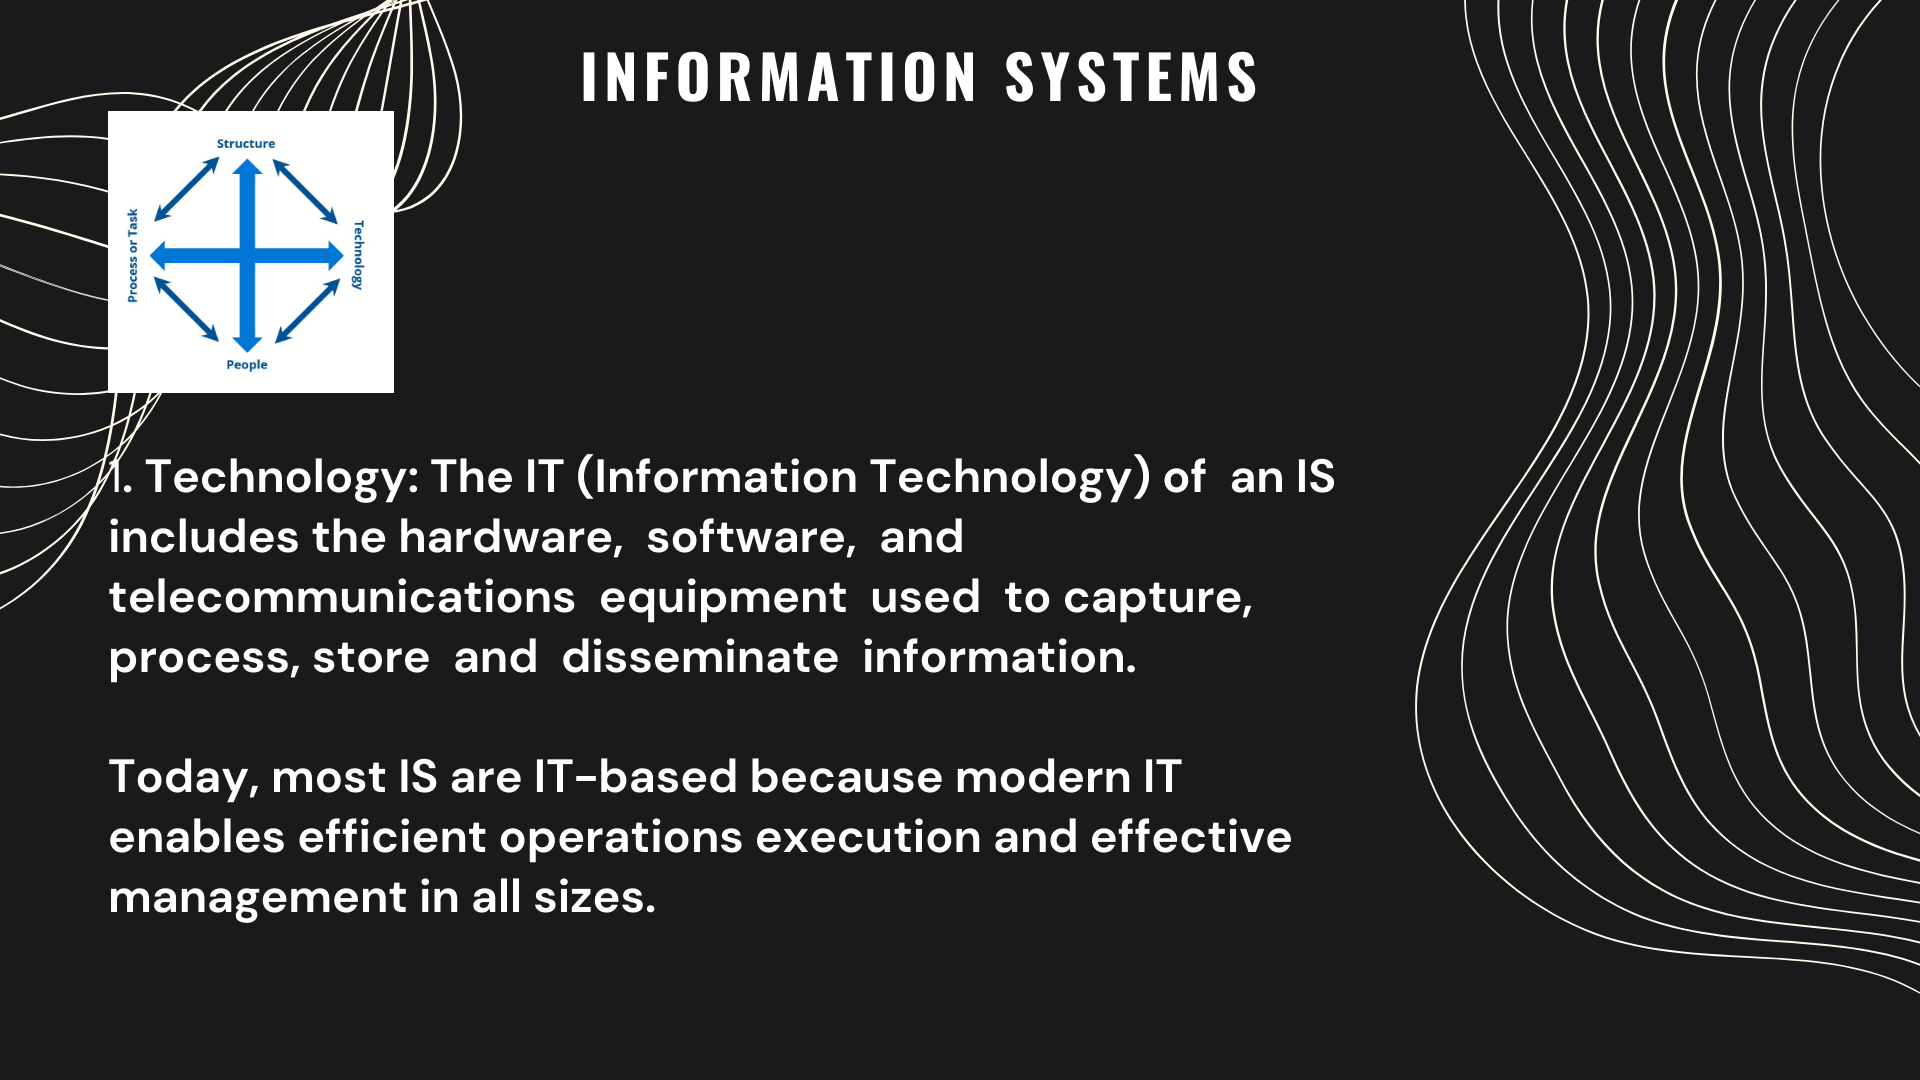 INFORMATION SYSTEMS
Structure
Process or Task
Technology
People
1. Technology: The IT (Information Technology) of an IS
includes the hardware, software, and
telecommunications equipment used to capture,
process, store and disseminate information.
Today, most IS are IT-based because modern IT
enables efficient operations execution and effective
management in all sizes.